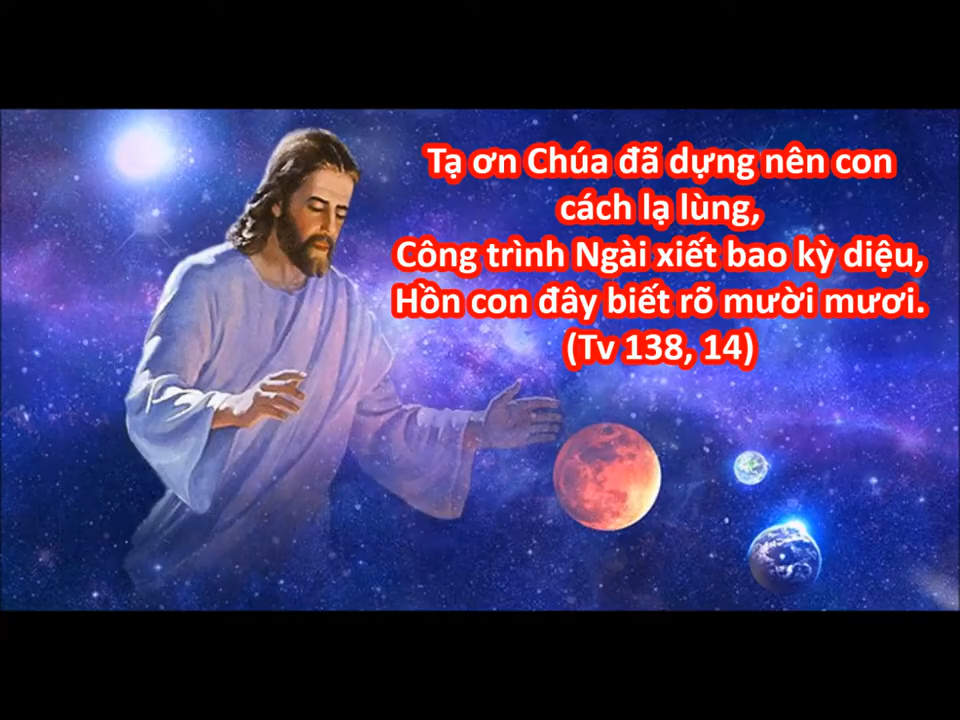 Tạ ơn Chúa đã dựng nên con
cách lạ lùng,
Công trình Ngài xiết bao kỳ diệu,
Hồn con đây biết rõ mười mươi.
(Tv 138, 14)